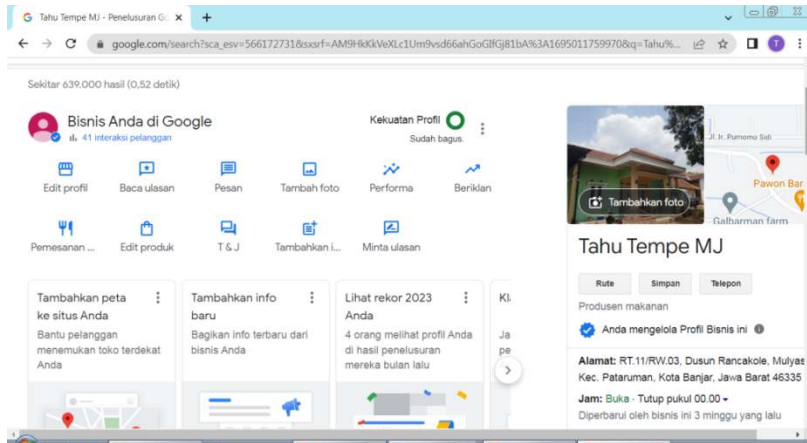 Tahu Tempe MJ - Penelusuran Go
google.com/search?sca_esv=566172731&sxsrf=AM9HkKkVeXLc1Um9vsd66ahGoGIfGj81bA%3A1695011759970&q=Tahu%...
Sekitar 639.000 hasil (0,52 detik)
Bisnis Anda di Google
41 interaksi pelanggan
Kekuatan Profil
Sudah bagus.
Edit profil
Baca ulasan
Pesan
Tambah foto
Performa
Beriklan
Pemesanan ...
Edit produk
T & J
Tambahkan i...
Minta ulasan
Tambahkan peta
ke situs Anda
Bantu pelanggan
menemukan toko terdekat
Anda
Tambahkan info
baru
Bagikan info terbaru dari
bisnis Anda
Lihat rekor 2023
Anda
4 orang melihat profil Anda
di hasil penelusuran
mereka bulan lalu
Kl
Ja
pe
Tambahkan foto
Jl. Ir. Purnomo Sidi
Pawon Bar
Galbarman farm
Tahu Tempe MJ
Rute
Simpan
Telepon
Produsen makanan
Anda mengelola Profil Bisnis ini
Alamat: RT.11/RW.03, Dusun Rancakole, Mulyas
Kec. Pataruman, Kota Banjar, Jawa Barat 46335
Jam: Buka · Tutup pukul 00.00
Diperbarui oleh bisnis ini 3 minggu yang lalu